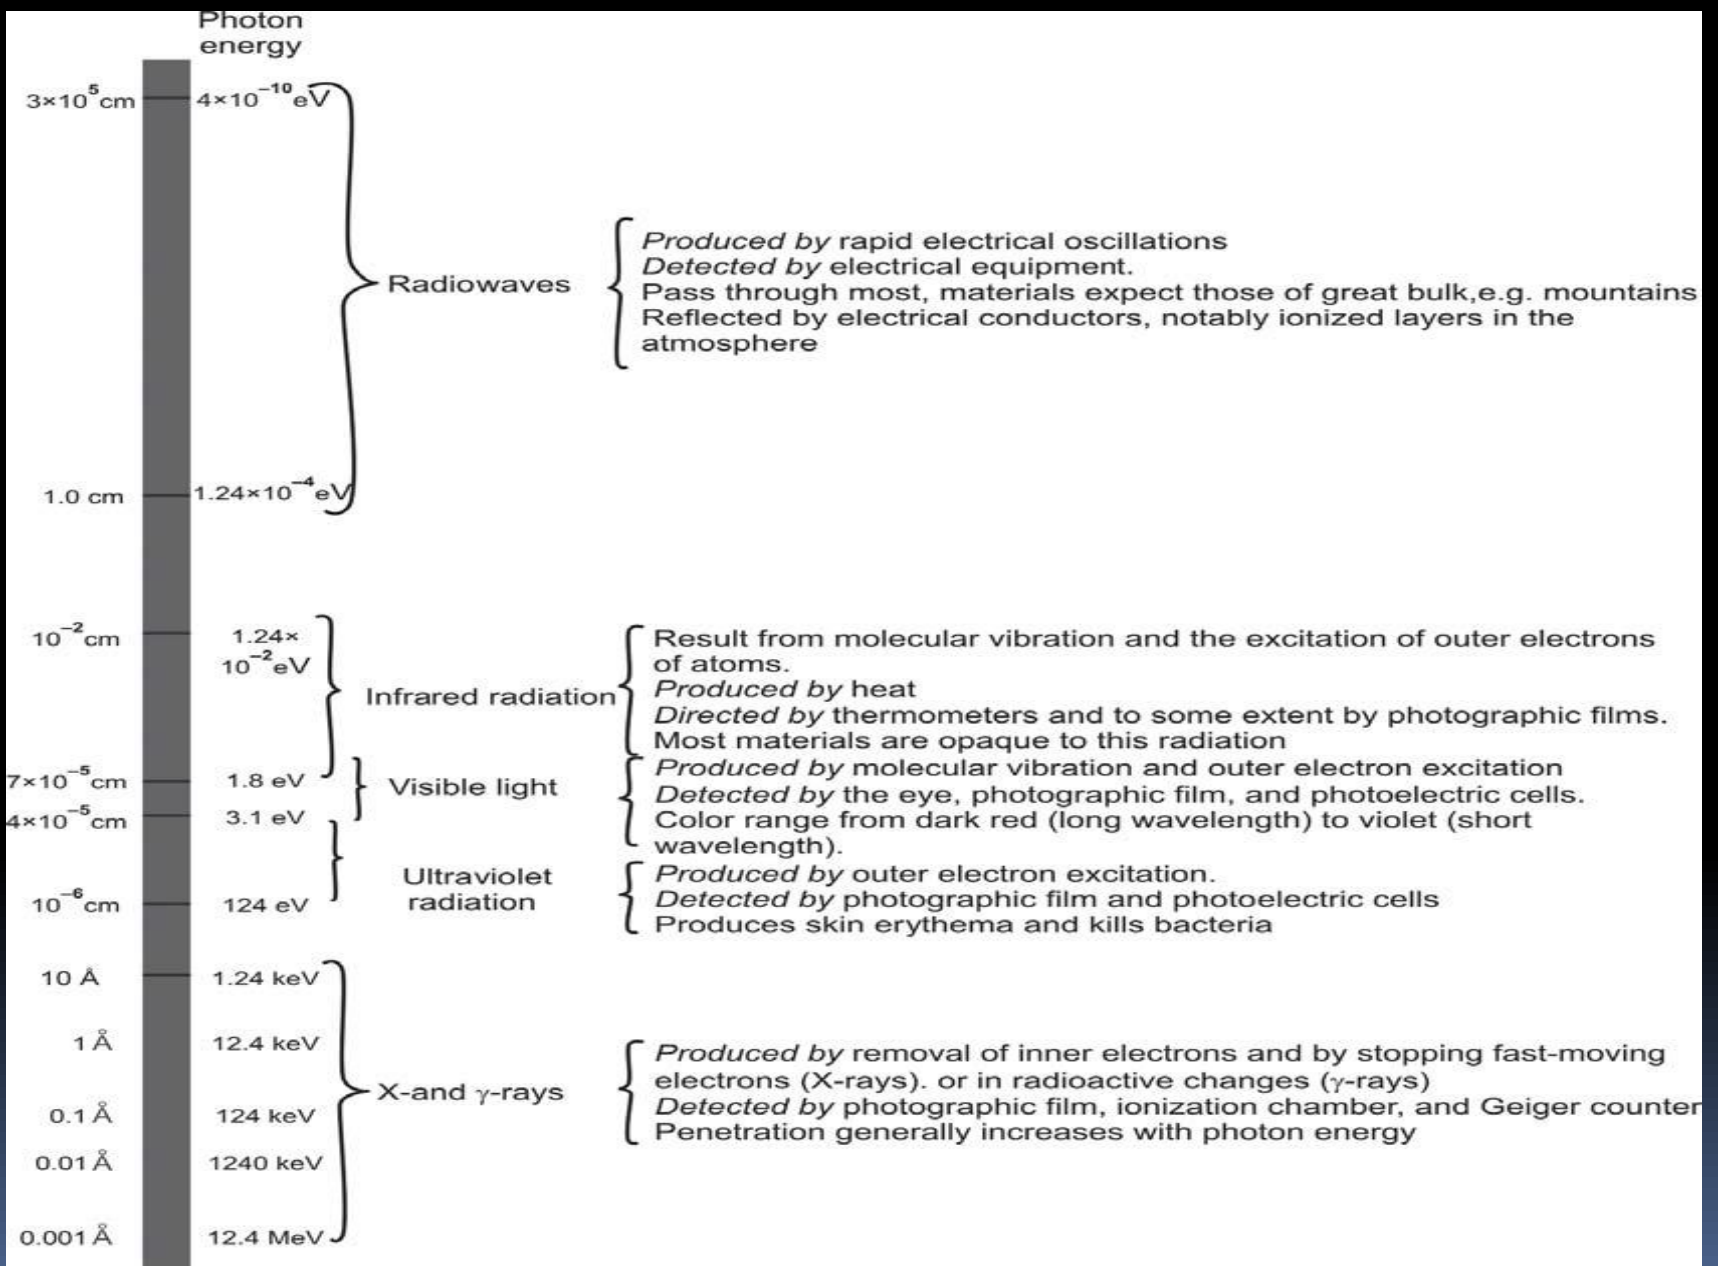 Photon
energy
3×10⁵cm 4×10⁻¹⁰eV
Radiowaves
Produced by rapid electrical oscillations
Detected by electrical equipment.
Pass through most, materials expect those of great bulk,e.g. mountains
Reflected by electrical conductors, notably ionized layers in the
atmosphere
1.0 cm 1.24×10⁻⁴eV
10⁻²cm 1.24×
10⁻²eV
Infrared radiation
Result from molecular vibration and the excitation of outer electrons
of atoms.
Produced by heat
Directed by thermometers and to some extent by photographic films.
Most materials are opaque to this radiation
7×10⁻⁵cm 1.8 eV
4×10⁻⁵cm 3.1 eV
Visible light
Produced by molecular vibration and outer electron excitation
Detected by the eye, photographic film, and photoelectric cells.
Color range from dark red (long wavelength) to violet (short
wavelength).
Ultraviolet
radiation
Produced by outer electron excitation.
Detected by photographic film and photoelectric cells
Produces skin erythema and kills bacteria
10⁻⁶cm 124 eV
10 Å 1.24 keV
1 Å 12.4 keV
X-and γ-rays
Produced by removal of inner electrons and by stopping fast-moving
electrons (X-rays). or in radioactive changes (γ-rays)
Detected by photographic film, ionization chamber, and Geiger counter
Penetration generally increases with photon energy
0.1 Å 124 keV
0.01 Å 1240 keV
0.001 Å 12.4 MeV